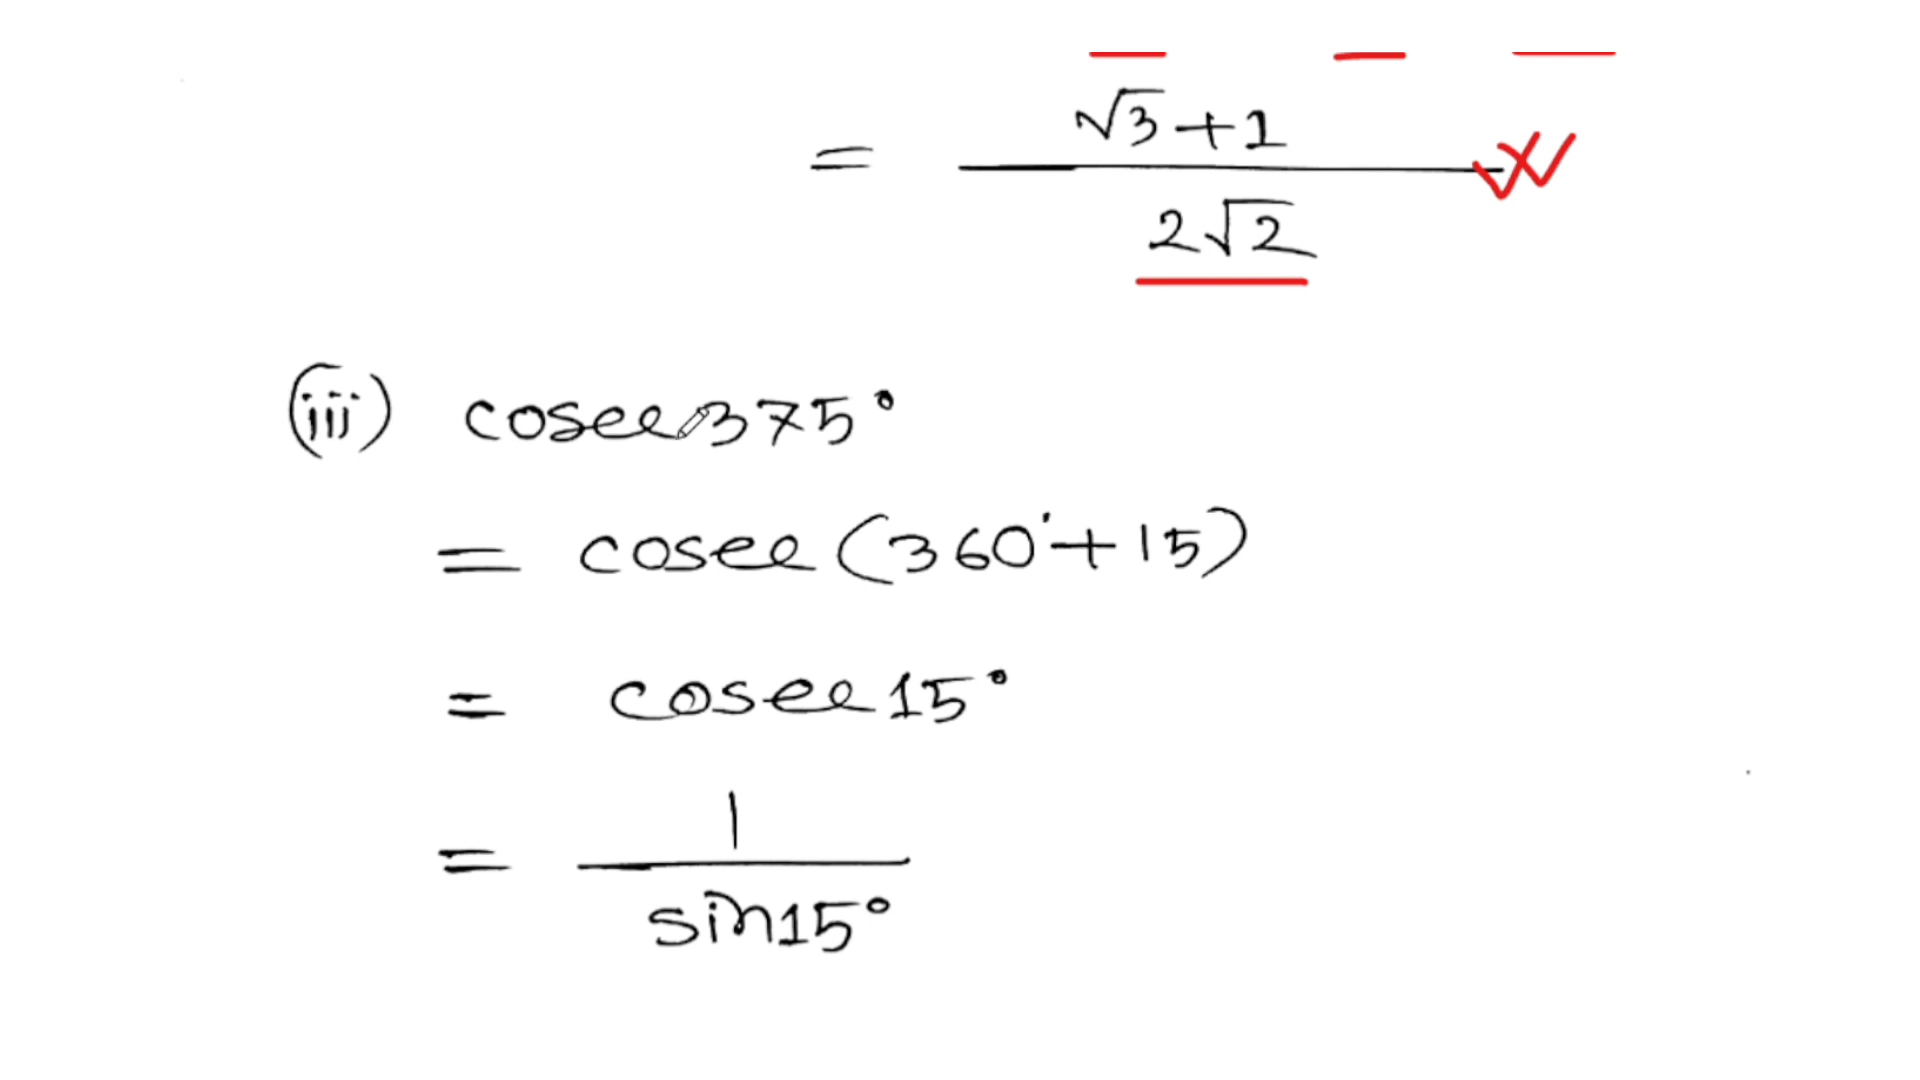 = √3+1 / 2√2
(iii) cosec375°
= cosec(360°+15)
= cosec15°
= 1 / sin15°